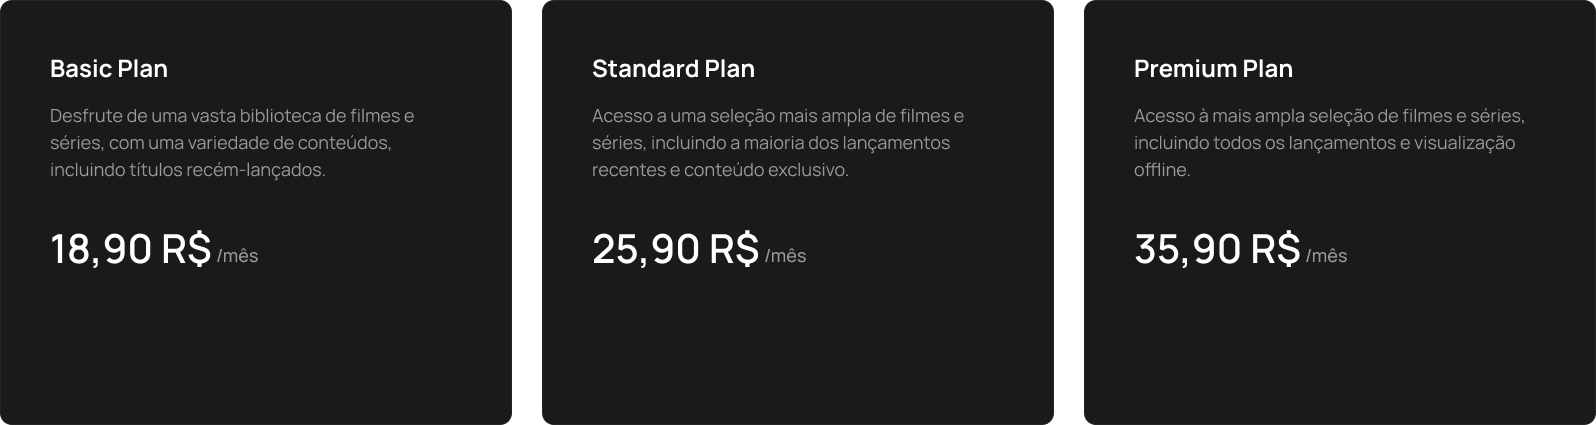 Basic Plan
Desfrute de uma vasta biblioteca de filmes e
séries, com uma variedade de conteúdos,
incluindo títulos recém-lançados.
18,90 R$ /mês
Standard Plan
Acesso a uma seleção mais ampla de filmes e
séries, incluindo a maioria dos lançamentos
recentes e conteúdo exclusivo.
25,90 R$ /mês
Premium Plan
Acesso à mais ampla seleção de filmes e séries,
incluindo todos os lançamentos e visualização
offline.
35,90 R$ /mês